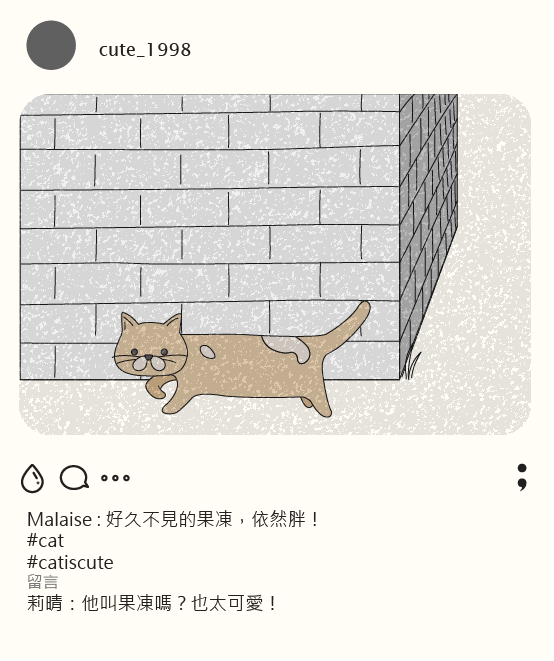 cute_1998
Malaise : 好久不見的果凍，依然胖！
#cat
#catiscute
留言
莉晴：他叫果凍嗎？也太可愛！